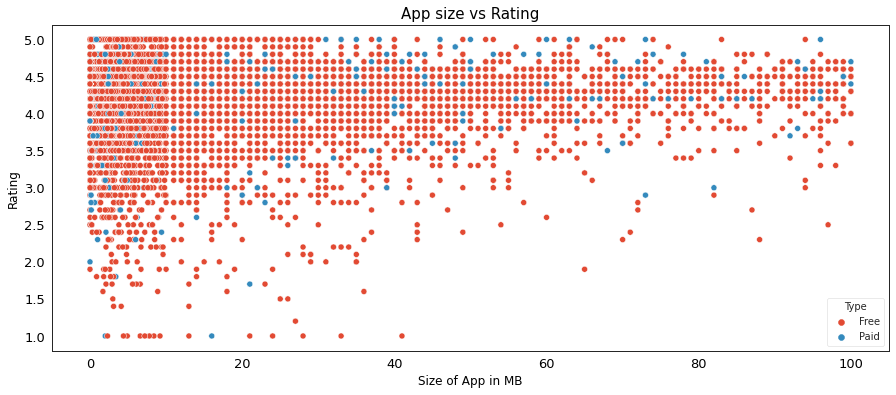 App size vs Rating
5.0
4.5
4.0
3.5
3.0
2.5
2.0
1.5
1.0
Rating
Type
Free
Paid
0 20 40 60 80 100
Size of App in MB